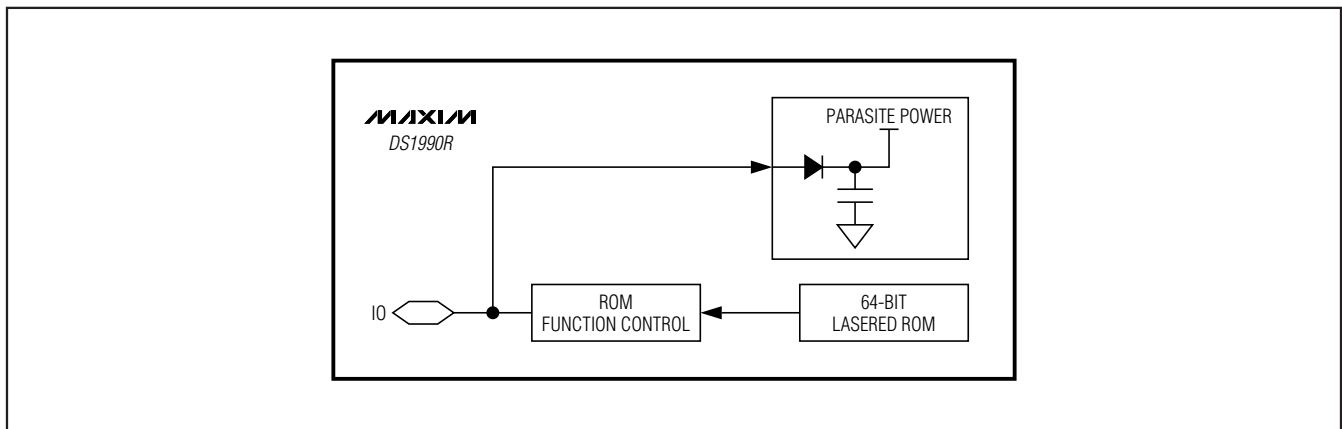 MAXIM
DS1990R
PARASITE POWER
IO
ROM
FUNCTION CONTROL
64-BIT
LASERED ROM